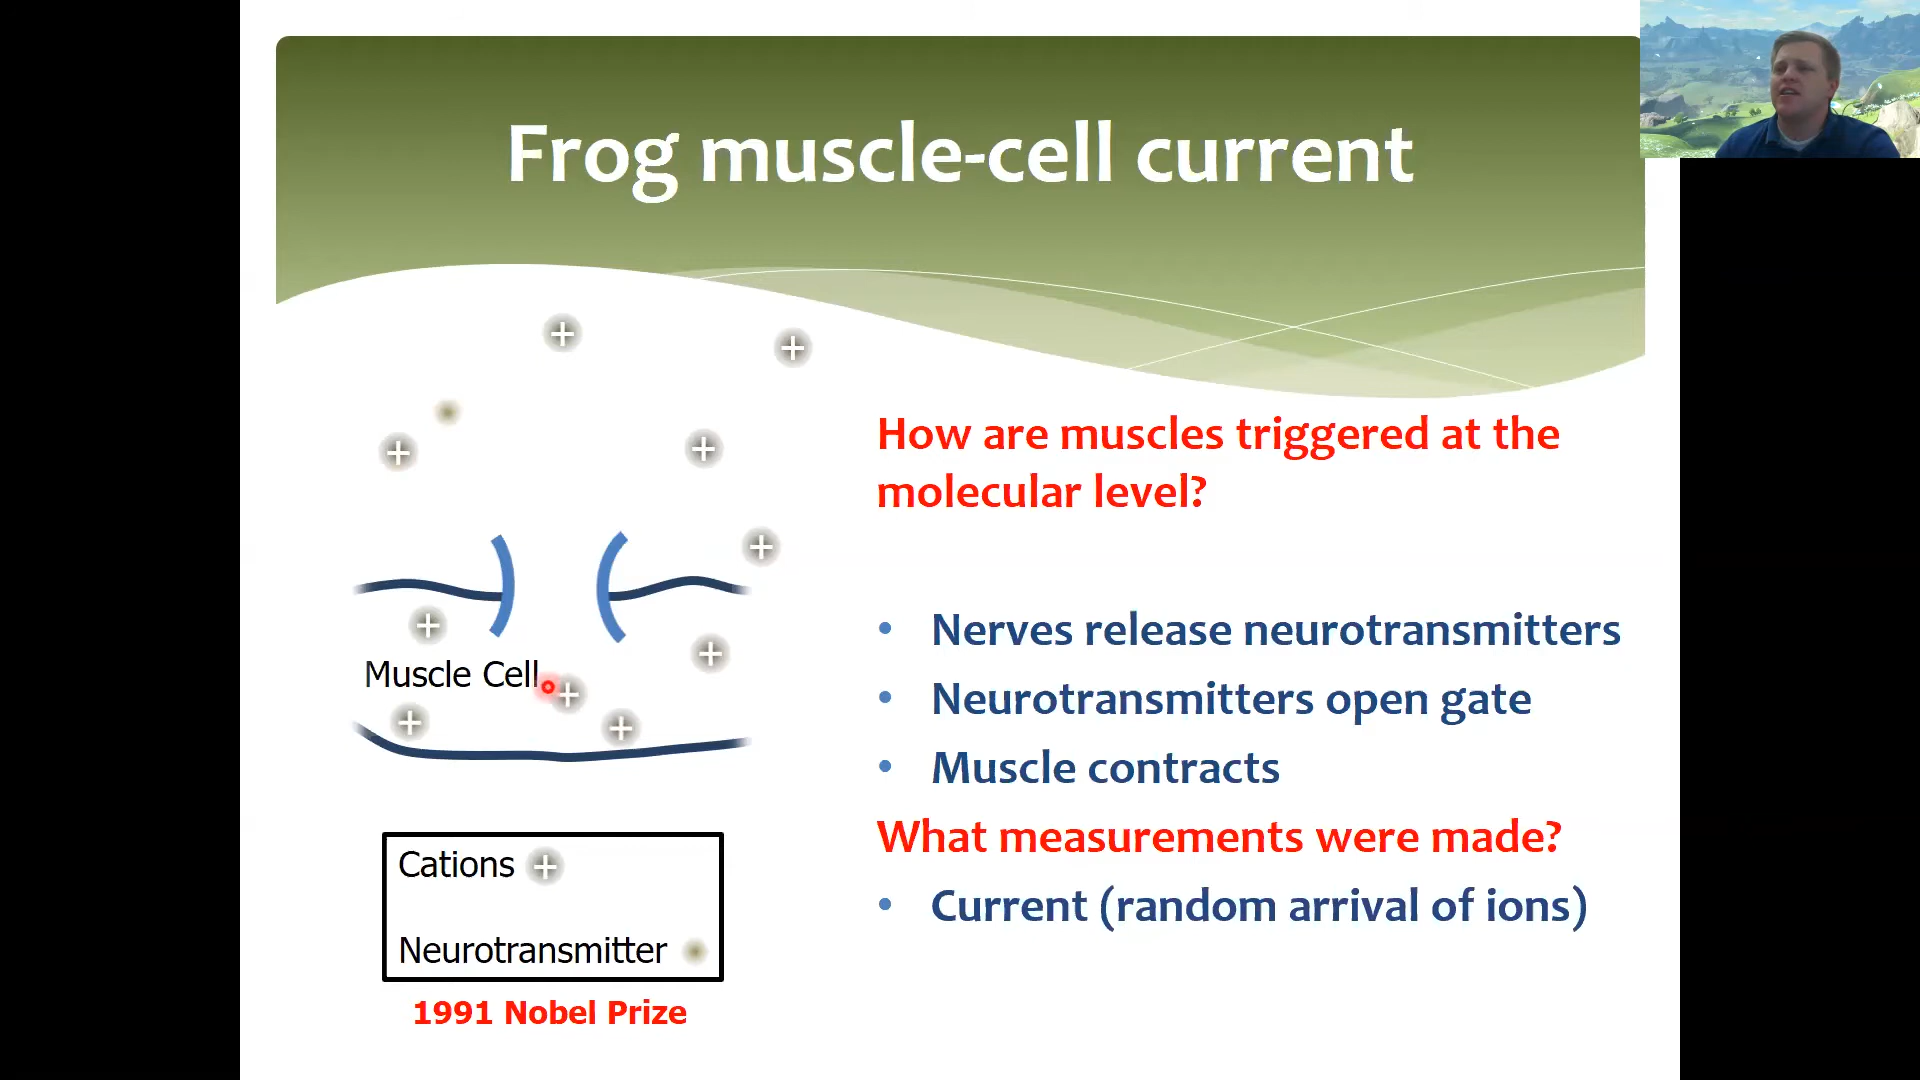 Frog muscle-cell current
+
+
+
+
+
+
+
Muscle Cell
+
+
+
How are muscles triggered at the
molecular level?
• Nerves release neurotransmitters
• Neurotransmitters open gate
• Muscle contracts
What measurements were made?
• Current (random arrival of ions)
Cations +
Neurotransmitter
1991 Nobel Prize